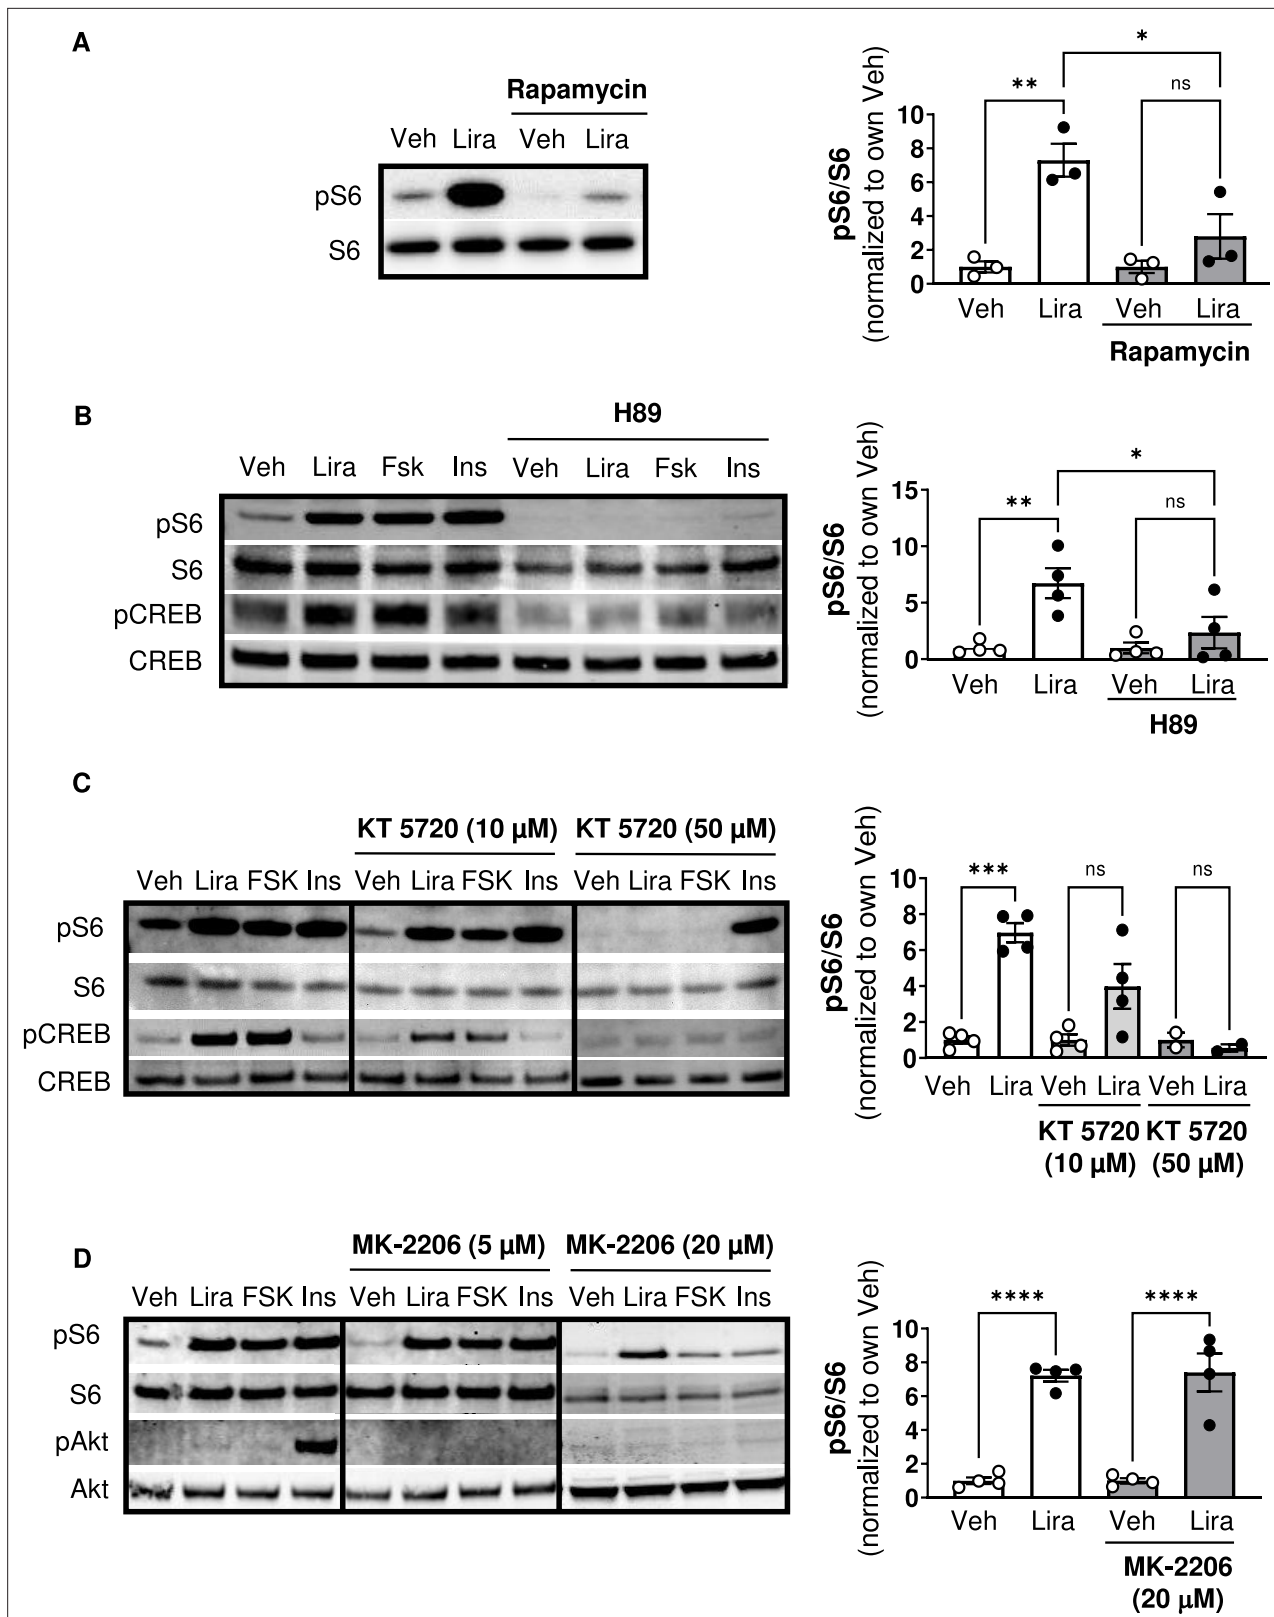 A
Rapamycin
Veh Lira Veh Lira
pS6
S6
pS6/S6
(normalized to own Veh)
** * ns
10
8
6
4
2
0
Veh Lira Veh Lira
Rapamycin
B
H89
Veh Lira Fsk Ins Veh Lira Fsk Ins
pS6
S6
pCREB
CREB
pS6/S6
(normalized to own Veh)
** * ns
15
10
5
0
Veh Lira Veh Lira
H89
C
KT 5720 (10 µM) KT 5720 (50 µM)
Veh Lira FSK Ins Veh Lira FSK Ins Veh Lira FSK Ins
pS6
S6
pCREB
CREB
pS6/S6
(normalized to own Veh)
*** ns ns
10
8
6
4
2
0
Veh Lira Veh Lira Veh Lira
KT 5720 KT 5720
(10 µM) (50 µM)
D
MK-2206 (5 µM) MK-2206 (20 µM)
Veh Lira FSK Ins Veh Lira FSK Ins Veh Lira FSK Ins
pS6
S6
pAkt
Akt
pS6/S6
(normalized to own Veh)
**** ****
10
8
6
4
2
0
Veh Lira Veh Lira
MK-2206
(20 µM)